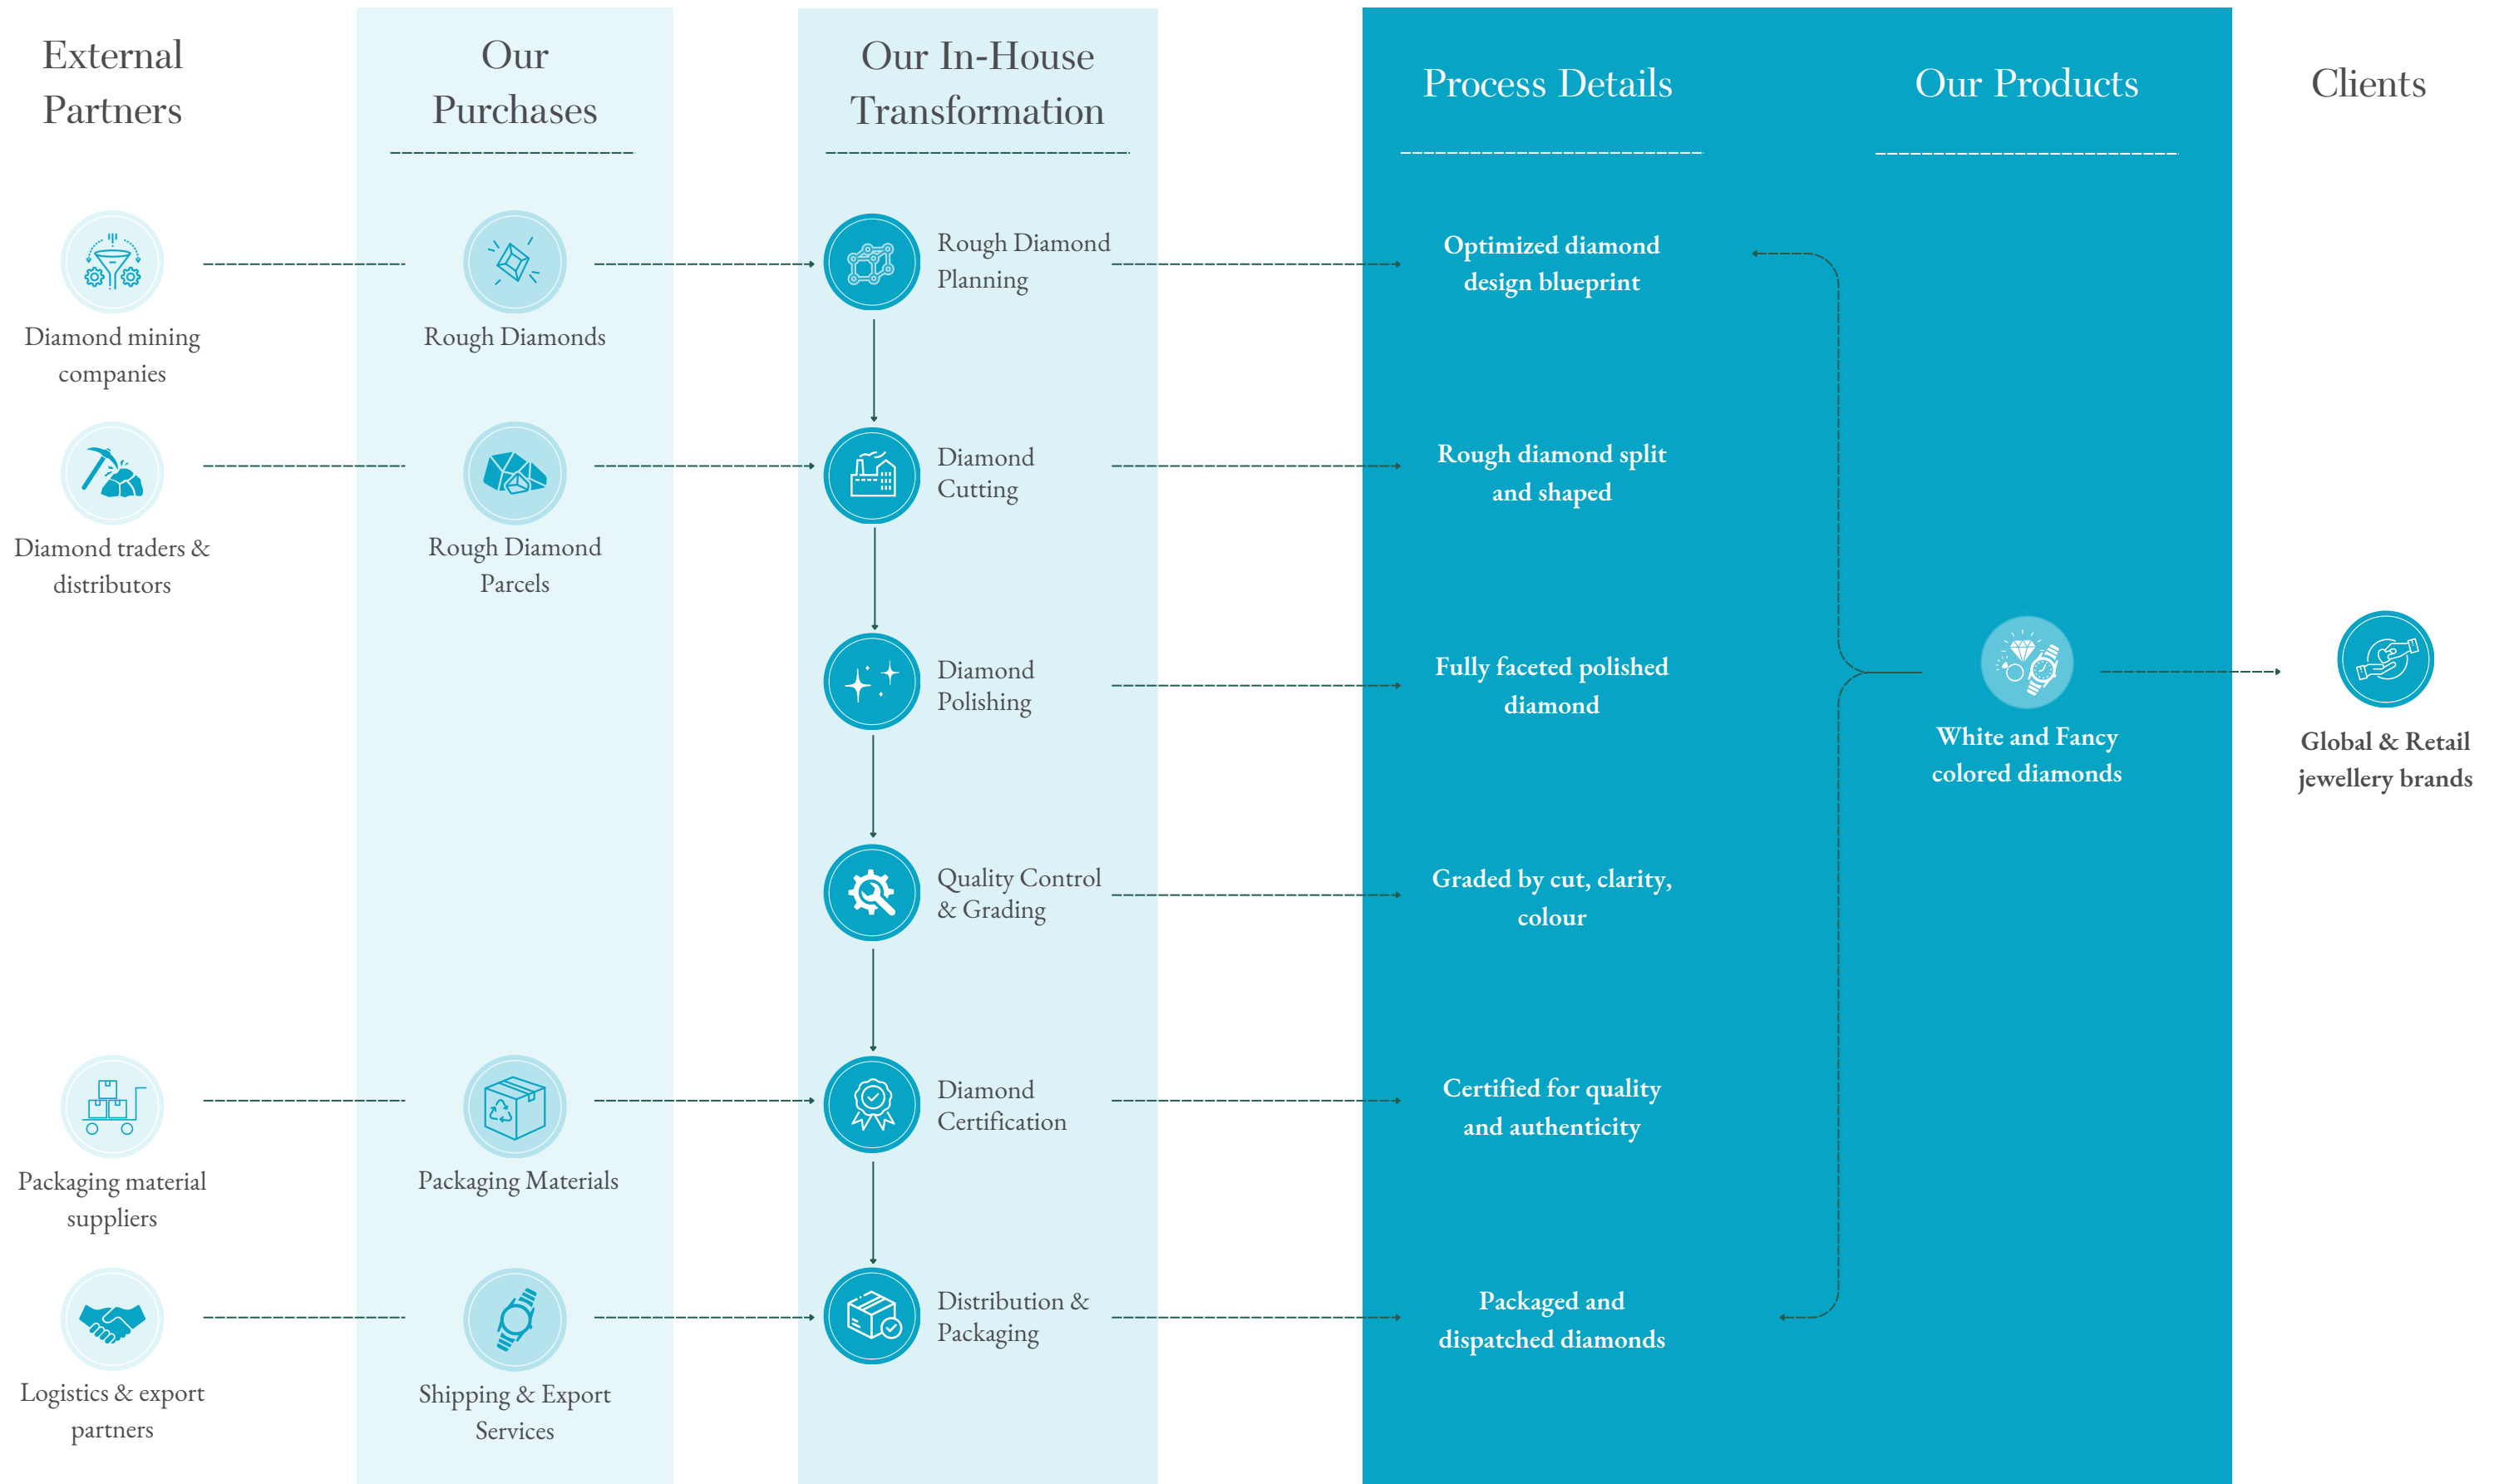 External
Partners
Our
Purchases
Our In-House
Transformation
Process Details
Our Products
Clients
Diamond mining
companies
Rough Diamonds
Rough Diamond
Planning
Optimized diamond
design blueprint
Diamond traders &
distributors
Rough Diamond
Parcels
Diamond
Cutting
Rough diamond split
and shaped
Diamond
Polishing
Fully faceted polished
diamond
White and Fancy
colored diamonds
Global & Retail
jewellery brands
Quality Control
& Grading
Graded by cut, clarity,
colour
Packaging material
suppliers
Packaging Materials
Diamond
Certification
Certified for quality
and authenticity
Logistics & export
partners
Shipping & Export
Services
Distribution &
Packaging
Packaged and
dispatched diamonds